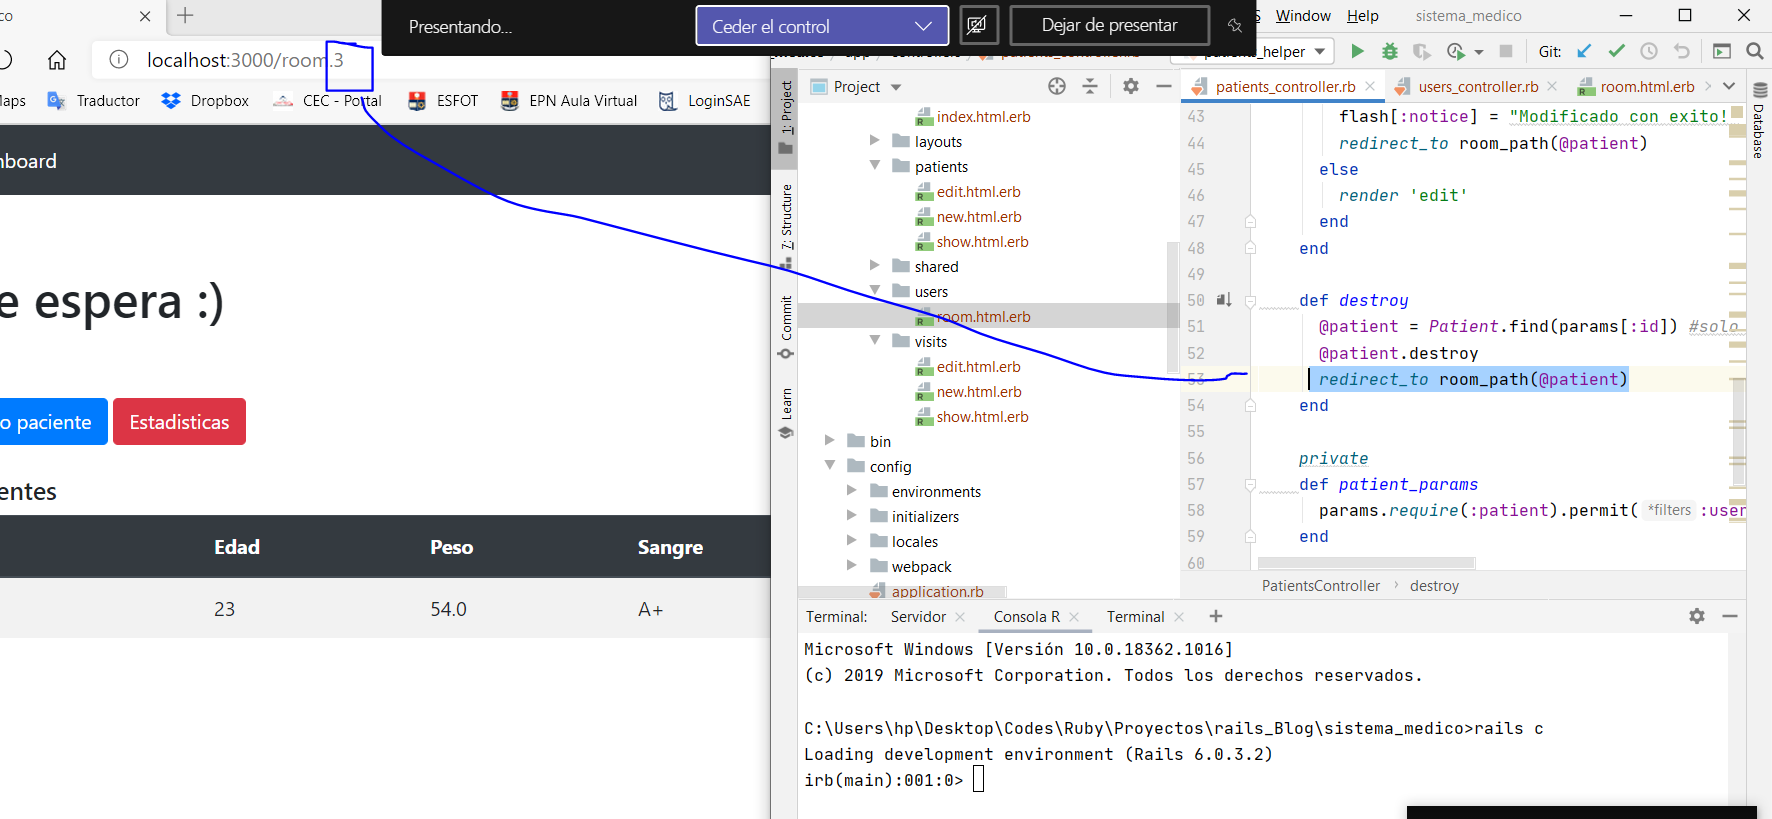 co
Presentando...
Ceder el control
Dejar de presentar
Window Help sistema_medico
localhost:3000/room.3
Git:
Maps Traductor Dropbox CEC - Portal ESFOT EPN Aula Virtual LoginSAE
Project
patients_controller.rb users_controller.rb room.html.erb
1: Project
7: Structure
Commit
Learn
Database
hboard
e espera :)
o paciente Estadisticas
entes
Edad Peso Sangre
23 54.0 A+
index.html.erb
layouts
patients
edit.html.erb
new.html.erb
show.html.erb
shared
users
room.html.erb
visits
edit.html.erb
new.html.erb
show.html.erb
bin
config
environments
initializers
locales
webpack
application.rb
43 flash[:notice] = "Modificado con exito!
44 redirect_to room_path(@patient)
45 else
46 render 'edit'
47 end
48 end
49
50 def destroy
51 @patient = Patient.find(params[:id]) #solo
52 @patient.destroy
53 redirect_to room_path(@patient)
54 end
55
56 private
57 def patient_params
58 params.require(:patient).permit( *filters :user
59 end
60
PatientsController destroy
Terminal: Servidor Consola R Terminal
Microsoft Windows [Versión 10.0.18362.1016]
(c) 2019 Microsoft Corporation. Todos los derechos reservados.
C:\Users\hp\Desktop\Codes\Ruby\Proyectos\rails_Blog\sistema_medico>rails c
Loading development environment (Rails 6.0.3.2)
irb(main):001:0>